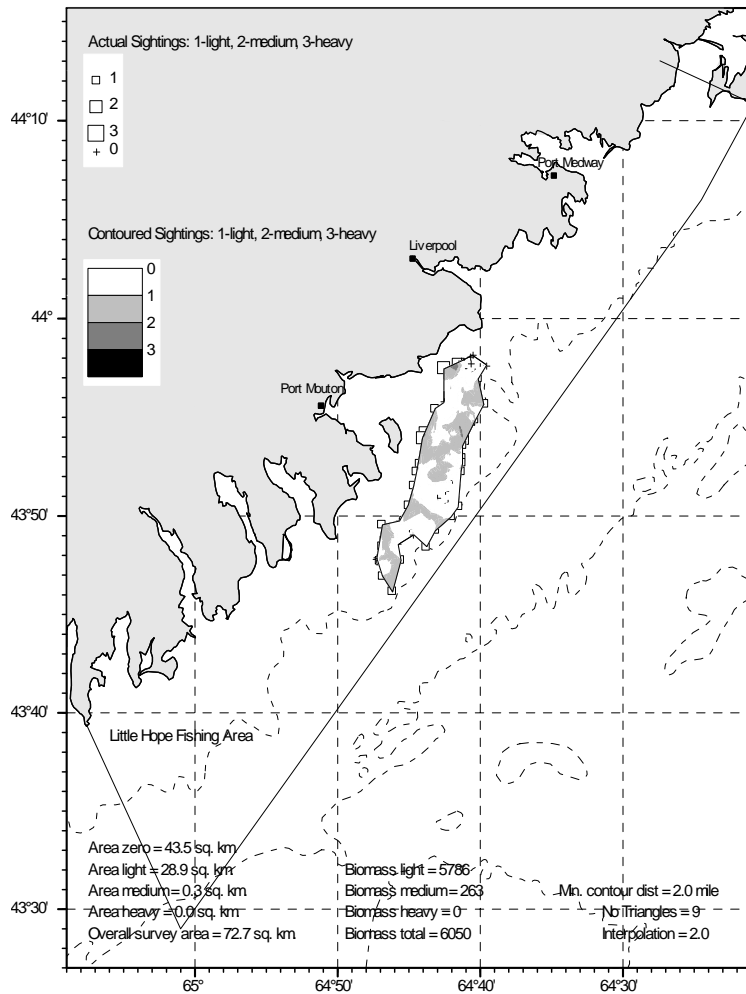 Actual Sightings: 1-light, 2-medium, 3-heavy
1
2
3
0
44°10'
Port Medway
Contoured Sightings: 1-light, 2-medium, 3-heavy
Liverpool
0
1
2
3
44°
Port Mouton
43°50'
43°40'
Little Hope Fishing Area
Area zero = 43.5 sq. km
Area light = 28.9 sq. km Biomass light = 5786
Area medium = 0.3 sq. km Biomass medium = 263 Min. contour dist = 2.0 mile
43°30'
Area heavy = 0.0 sq. km Biomass heavy = 0 No Triangles = 9
Overall survey area = 72.7 sq. km Biomass total = 6050 Interpolation = 2.0
65° 64°50' 64°40' 64°30'